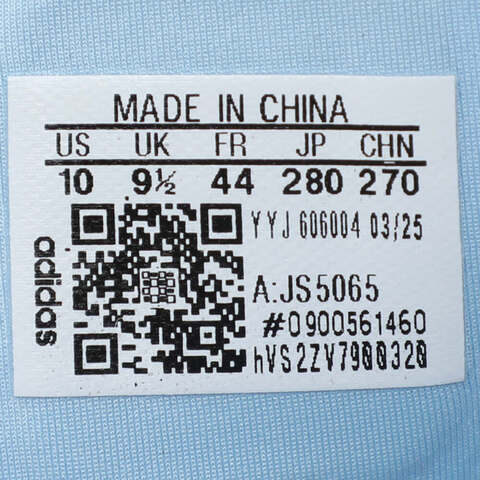 MADE IN CHINA
US UK FR JP CHN
10 9½ 44 280 270
adidas
YYJ 606004 03/25
A:JS5065
#0900561460
hVS2ZV7900320